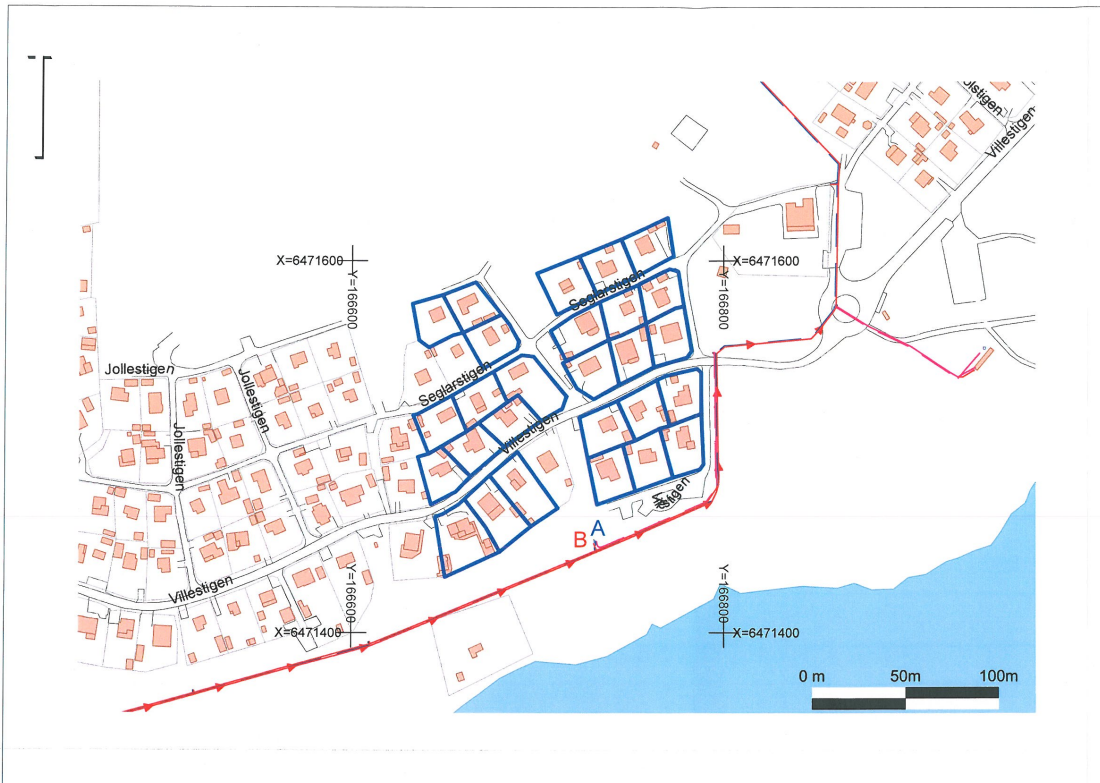 Villestigen
X=6471600
Y=166600
X=6471600
Y=166800
Seglarstigen
Jollestigen
Jollestigen
Jollestigen
Seglarstigen
Villestigen
B A
Villestigen
Y=166600
X=6471400
Y=166800
X=6471400
0 m 50m 100m